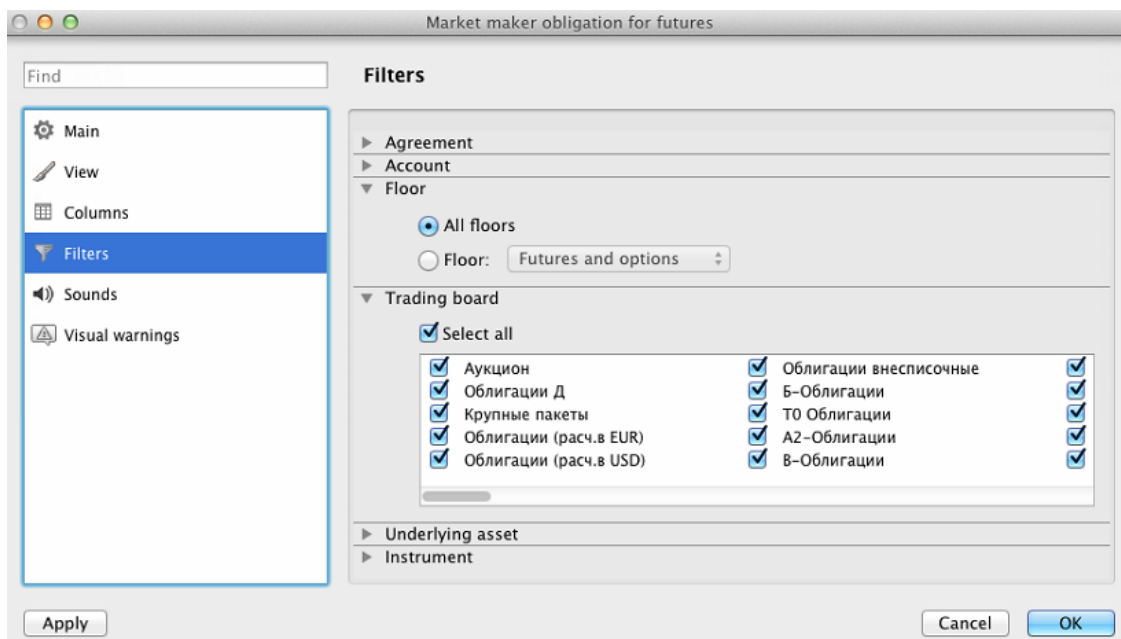 Market maker obligation for futures
Find
Filters
Main
View
Columns
Filters
Sounds
Visual warnings
Agreement
Account
Floor
All floors
Floor: Futures and options
Trading board
Select all
Аукцион Облигации внесписочные
Облигации Д Б-Облигации
Крупные пакеты Т0 Облигации
Облигации (расч.в EUR) А2-Облигации
Облигации (расч.в USD) В-Облигации
Underlying asset
Instrument
Apply Cancel OK